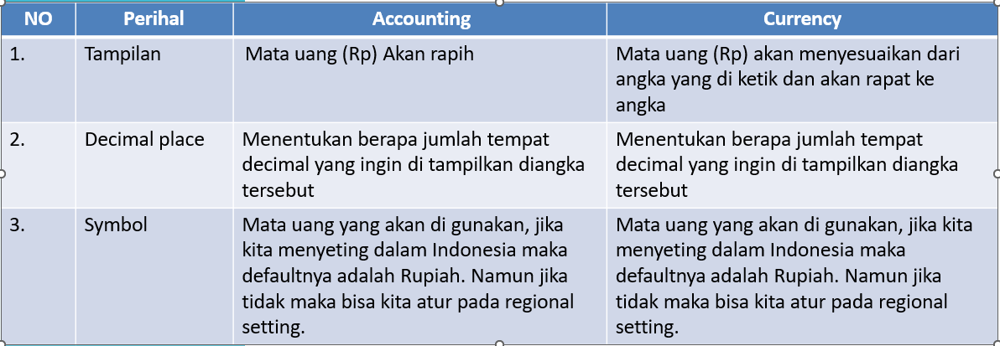 NO Perihal Accounting Currency
1. Tampilan Mata uang (Rp) Akan rapih Mata uang (Rp) akan menyesuaikan dari
angka yang di ketik dan akan rapat ke
angka
2. Decimal place Menentukan berapa jumlah tempat Menentukan berapa jumlah tempat
decimal yang ingin di tampilkan diangka decimal yang ingin di tampilkan diangka
tersebut tersebut
3. Symbol Mata uang yang akan di gunakan, jika Mata uang yang akan di gunakan, jika kita
kita menyeting dalam Indonesia maka menyeting dalam Indonesia maka
defaultnya adalah Rupiah. Namun jika defaultnya adalah Rupiah. Namun jika
tidak maka bisa kita atur pada regional tidak maka bisa kita atur pada regional
setting. setting.